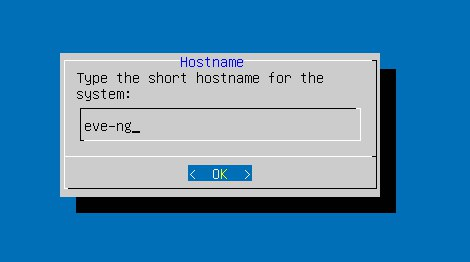 Hostname
Type the short hostname for the
system:
eve-ng_
< OK >